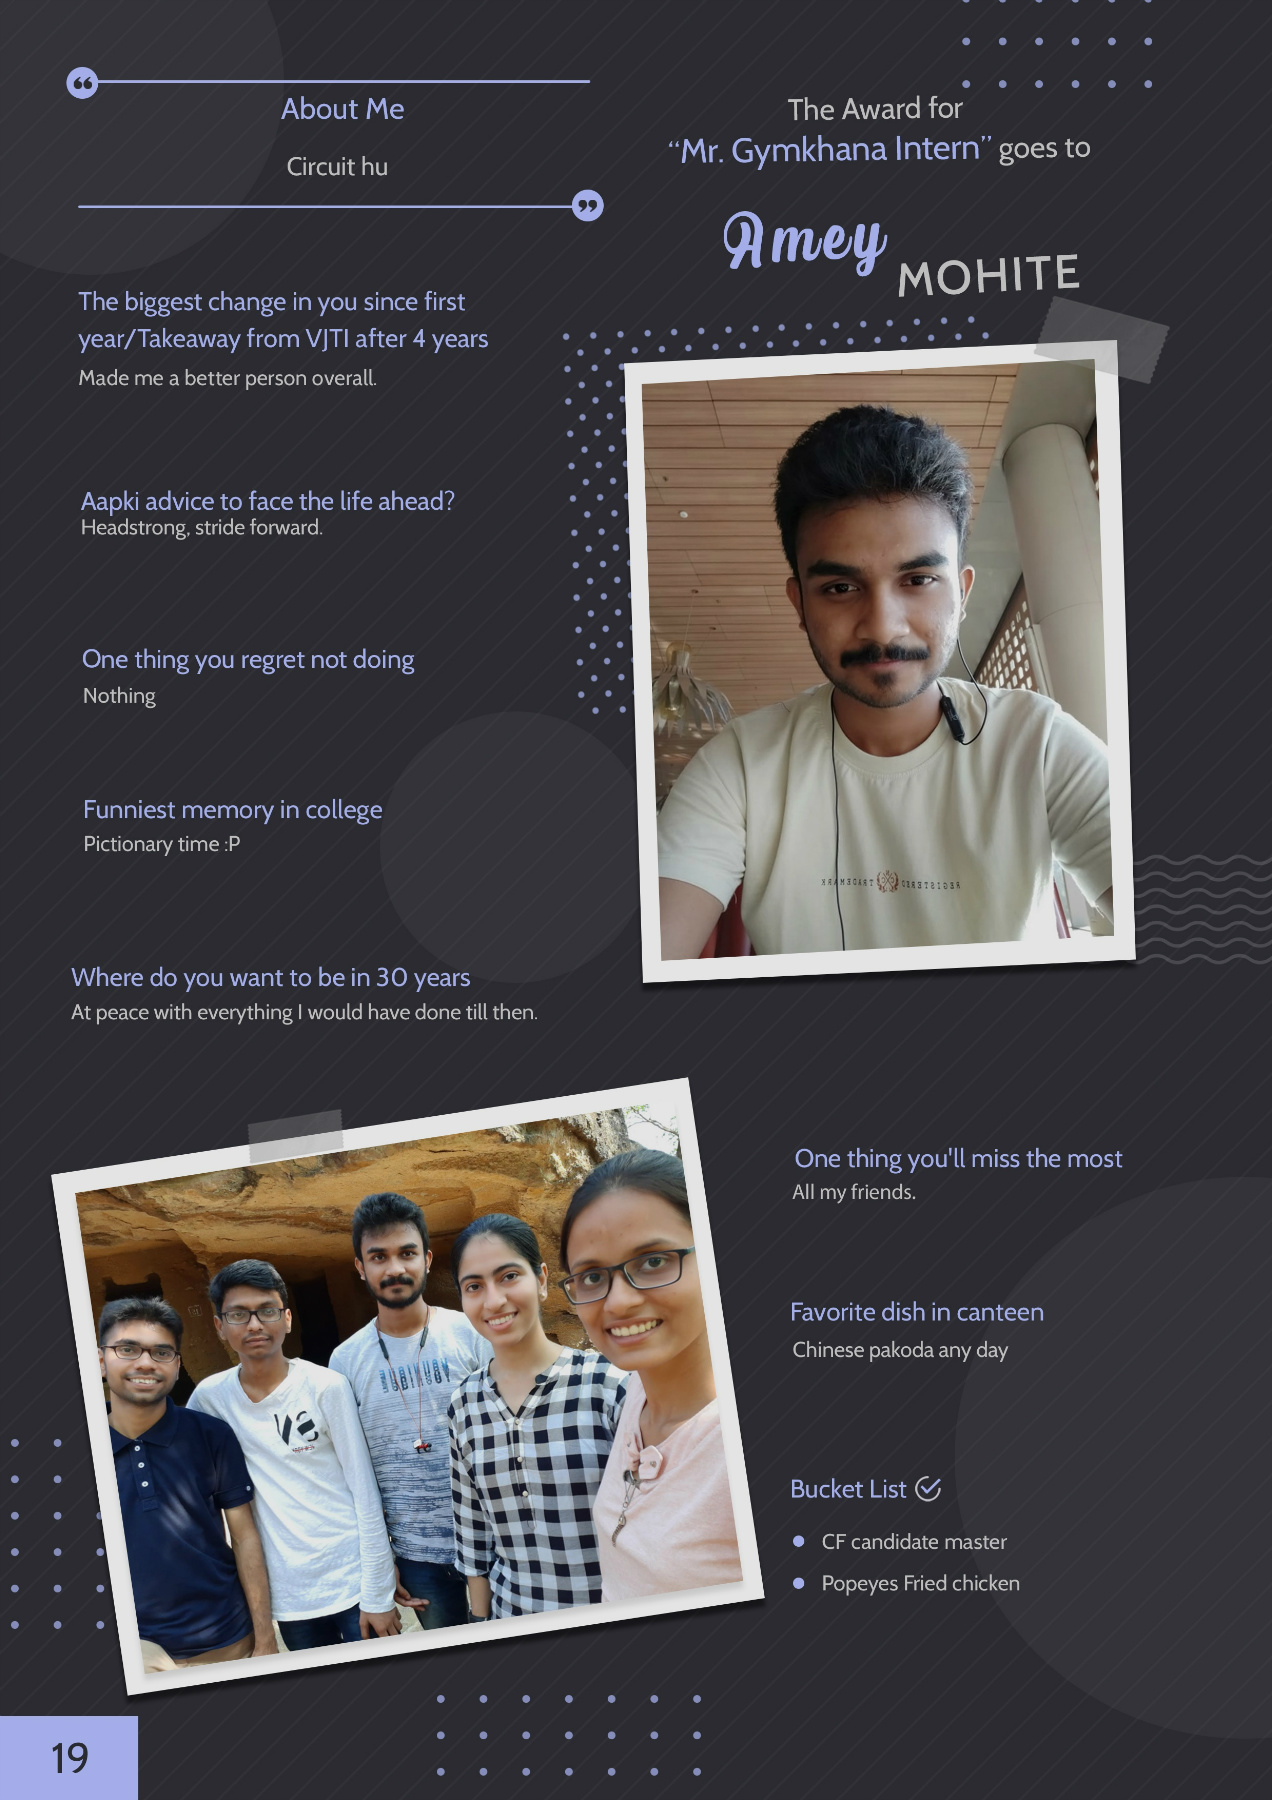 About Me
Circuit hu
The Award for
“Mr. Gymkhana Intern” goes to
Amey
MOHITE
The biggest change in you since first
year/Takeaway from VJTI after 4 years
Made me a better person overall.
Aapki advice to face the life ahead?
Headstrong, stride forward.
One thing you regret not doing
Nothing
Funniest memory in college
Pictionary time :P
Where do you want to be in 30 years
At peace with everything I would have done till then.
REGISTERED TRADEMARK
One thing you'll miss the most
All my friends.
Favorite dish in canteen
Chinese pakoda any day
Bucket List
CF candidate master
Popeyes Fried chicken
19